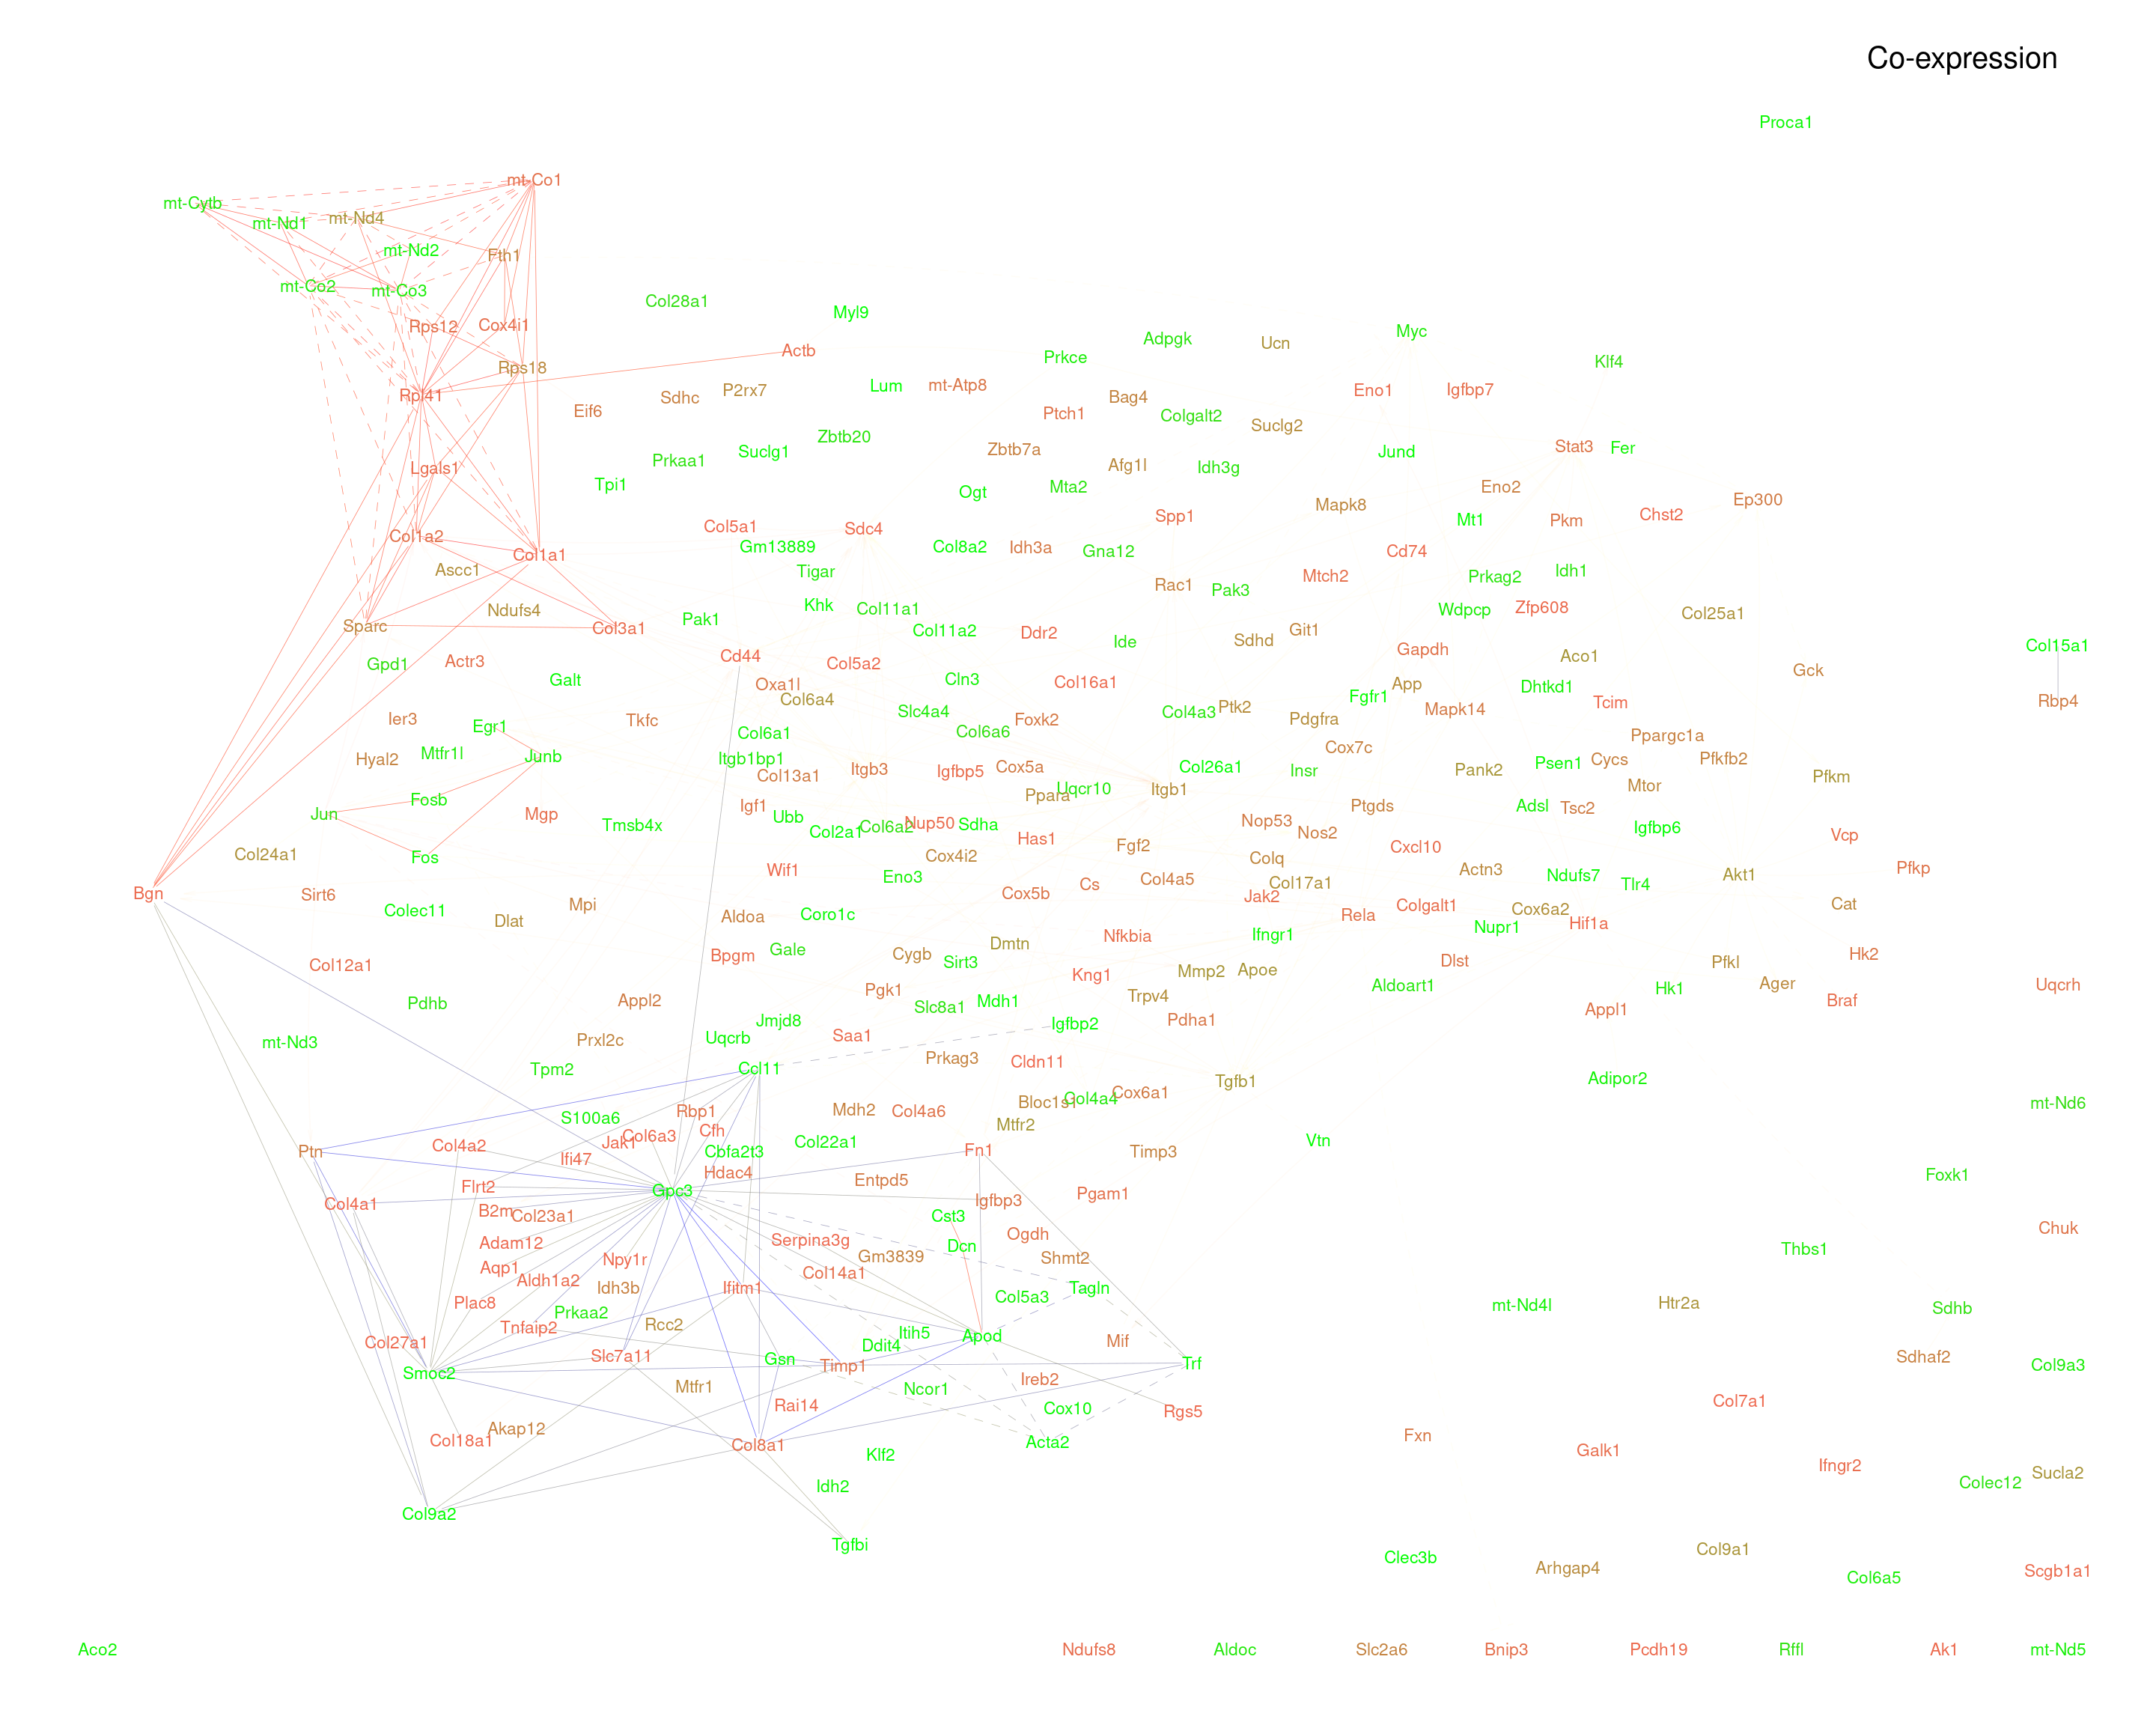 Co-expression
Proca1
mt-Co1
mt-Cytb
mt-Nd4
mt-Nd1
mt-Nd2
Fth1
mt-Co2
mt-Co3
Col28a1
Myl9
Rps12
Cox4i1
Myc
Adpgk
Ucn
Actb
Prkce
Klf4
Rps18
Lum
mt-Atp8
P2rx7
Eno1
Igfbp7
Rpl41
Sdhc
Bag4
Eif6
Ptch1
Colgalt2
Suclg2
Zbtb20
Stat3
Fer
Zbtb7a
Suclg1
Jund
Prkaa1
Afg1l
Idh3g
Lgals1
Tpi1
Mta2
Eno2
Ogt
Ep300
Mapk8
Chst2
Spp1
Mt1
Pkm
Col5a1
Sdc4
Col1a2
Gm13889
Col8a2
Idh3a
Gna12
Cd74
Col1a1
Ascc1
Tigar
Idh1
Mtch2
Prkag2
Rac1
Pak3
Khk
Col11a1
Ndufs4
Wdpcp
Zfp608
Col25a1
Pak1
Sparc
Col3a1
Col11a2
Ddr2
Git1
Ide
Sdhd
Col15a1
Gapdh
Cd44
Aco1
Gpd1
Actr3
Col5a2
Gck
Galt
Cln3
Oxa1l
Col16a1
App
Dhtkd1
Fgfr1
Col6a4
Tcim
Rbp4
Ptk2
Mapk14
Slc4a4
Col4a3
Ier3
Tkfc
Foxk2
Pdgfra
Egr1
Col6a1
Col6a6
Ppargc1a
Cox7c
Mtfr1l
Junb
Hyal2
Itgb1bp1
Cycs
Pfkfb2
Psen1
Col13a1
Itgb3
Igfbp5
Cox5a
Col26a1
Insr
Pank2
Pfkm
Mtor
Uqcr10
Itgb1
Ppara
Fosb
Igf1
Ptgds
Adsl
Tsc2
Jun
Mgp
Ubb
Tmsb4x
Col2a1
Col6a2
Nup50
Sdha
Nop53
Igfbp6
Nos2
Vcp
Has1
Fgf2
Cxcl10
Col24a1
Fos
Cox4i2
Colq
Wif1
Actn3
Pfkp
Eno3
Ndufs7
Akt1
Col4a5
Cs
Col17a1
Tlr4
Bgn
Sirt6
Cox5b
Jak2
Mpi
Colgalt1
Cat
Colec11
Cox6a2
Aldoa
Coro1c
Rela
Dlat
Hif1a
Nupr1
Nfkbia
Ifngr1
Dmtn
Gale
Bpgm
Cygb
Hk2
Sirt3
Dlst
Pfkl
Col12a1
Mmp2
Apoe
Kng1
Ager
Aldoart1
Uqcrh
Pgk1
Hk1
Trpv4
Appl2
Mdh1
Braf
Pdhb
Slc8a1
Appl1
Jmjd8
Pdha1
Igfbp2
Saa1
Uqcrb
Prxl2c
mt-Nd3
Prkag3
Cldn11
Tpm2
Ccl11
Adipor2
Tgfb1
Cox6a1
Col4a4
Bloc1s1
mt-Nd6
Mdh2
Col4a6
Rbp1
S100a6
Mtfr2
Cfh
Col6a3
Jak1
Col22a1
Vtn
Col4a2
Ptn
Cbfa2t3
Fn1
Timp3
Ifi47
Hdac4
Foxk1
Entpd5
Flrt2
Gpc3
Pgam1
Igfbp3
Col4a1
B2m
Col23a1
Cst3
Chuk
Ogdh
Serpina3g
Adam12
Dcn
Thbs1
Gm3839
Shmt2
Npy1r
Aqp1
Col14a1
Aldh1a2
Idh3b
Ifitm1
Tagln
Col5a3
Plac8
Htr2a
mt-Nd4l
Sdhb
Prkaa2
Rcc2
Tnfaip2
Itih5
Apod
Mif
Col27a1
Ddit4
Slc7a11
Sdhaf2
Gsn
Timp1
Trf
Col9a3
Smoc2
Ireb2
Mtfr1
Ncor1
Col7a1
Rai14
Cox10
Rgs5
Akap12
Fxn
Col18a1
Acta2
Col8a1
Galk1
Klf2
Ifngr2
Sucla2
Colec12
Idh2
Col9a2
Tgfbi
Col9a1
Clec3b
Arhgap4
Scgb1a1
Col6a5
Aco2
Ndufs8
Aldoc
Slc2a6
Bnip3
Pcdh19
Rffl
Ak1
mt-Nd5